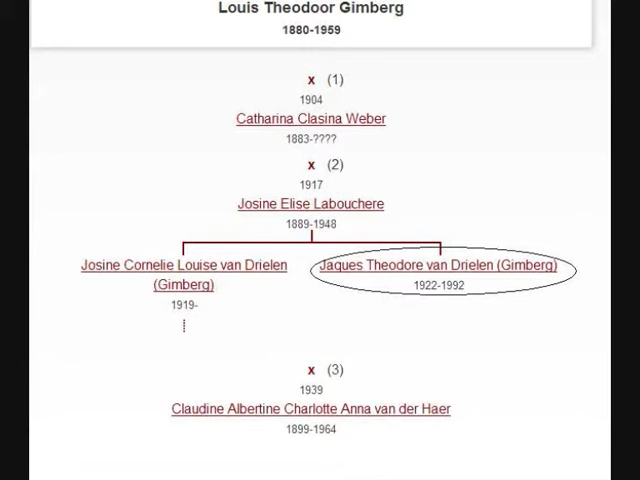 Louis Theodoor Gimberg
1880-1959
x (1)
1904
Catharina Clasina Weber
1883-????
x (2)
1917
Josine Elise Labouchere
1889-1948
Josine Cornelie Louise van Drielen
(Gimberg)
1919-
Jaques Theodore van Drielen (Gimberg)
1922-1992
x (3)
1939
Claudine Albertine Charlotte Anna van der Haer
1899-1964